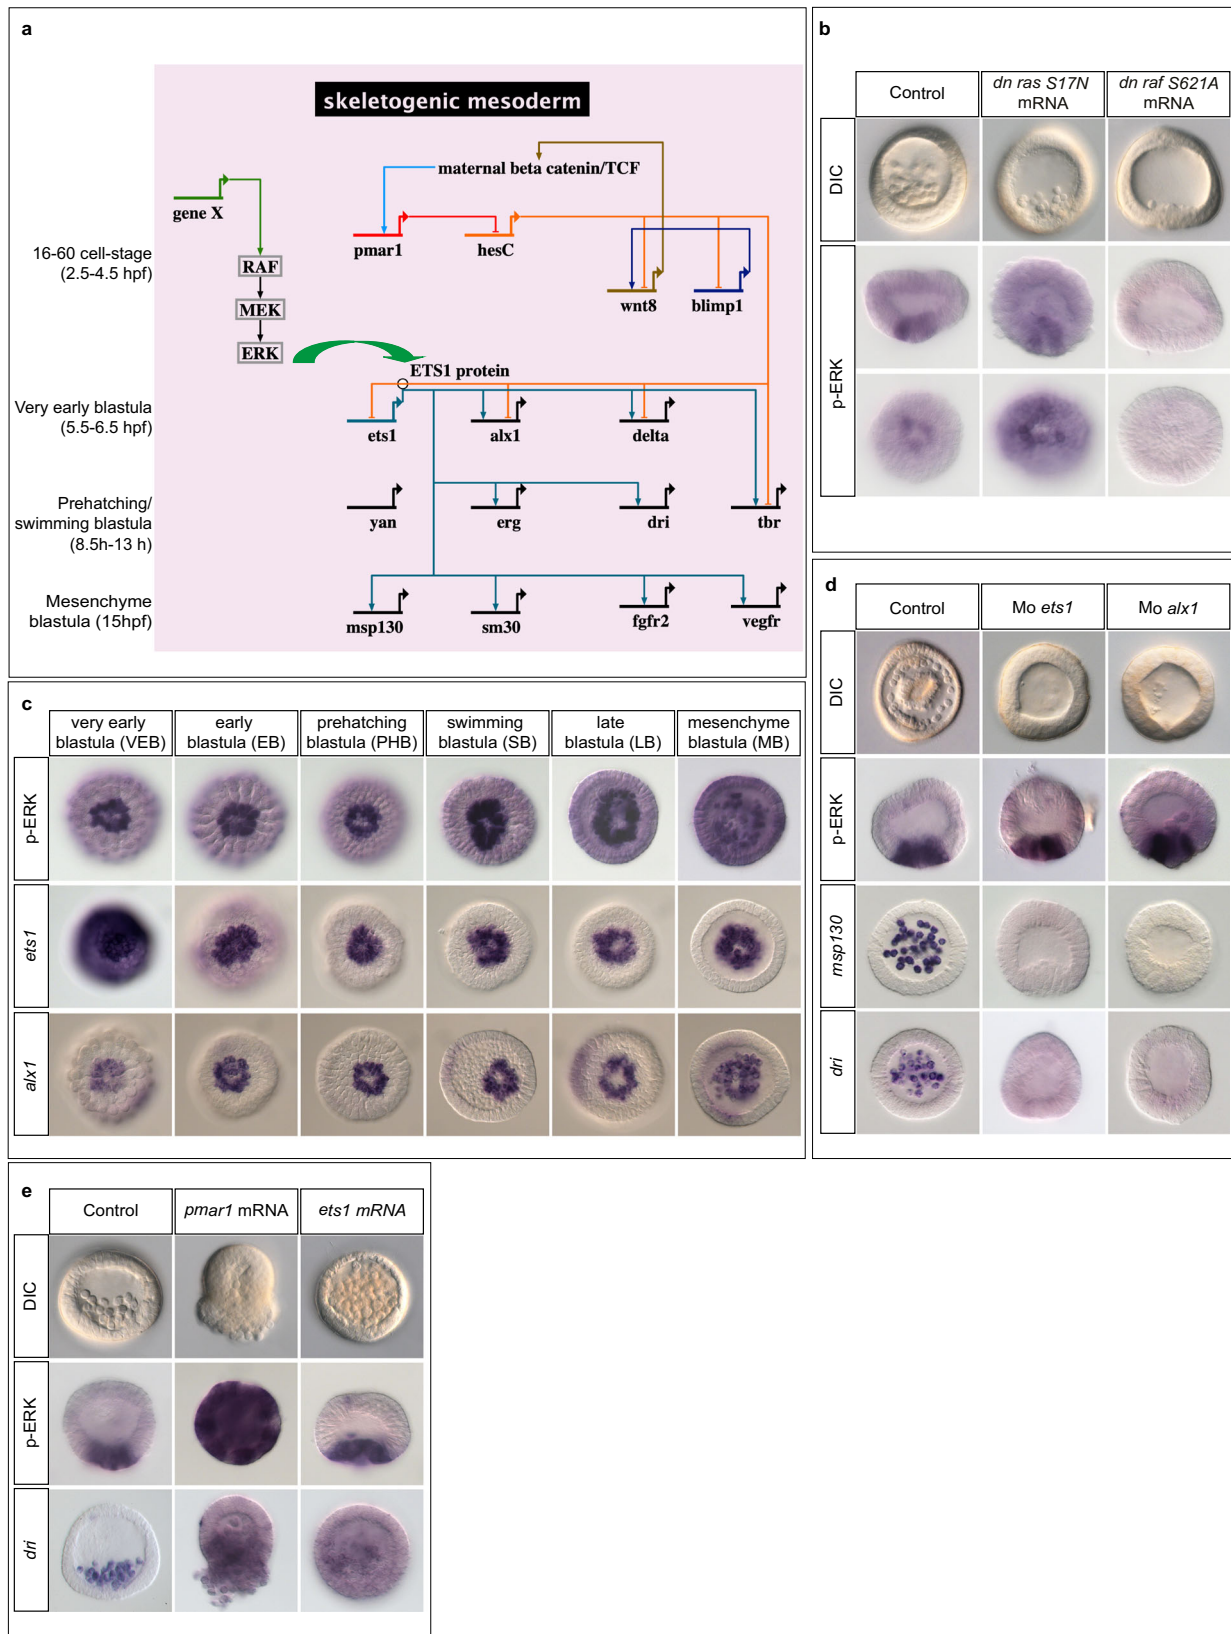 a
skeletogenic mesoderm
maternal beta catenin/TCF
gene X
pmar1
hesC
16-60 cell-stage
(2.5-4.5 hpf)
RAF
MEK
ERK
wnt8
blimp1
ETS1 protein
Very early blastula
(5.5-6.5 hpf)
ets1
alx1
delta
Prehatching/
swimming blastula
(8.5h-13 h)
yan
erg
dri
tbr
Mesenchyme
blastula (15hpf)
msp130
sm30
fgfr2
vegfr
b
Control
dn ras S17N
mRNA
dn raf S621A
mRNA
DIC
p-ERK
c
very early
blastula (VEB)
early
blastula (EB)
prehatching
blastula (PHB)
swimming
blastula (SB)
late
blastula (LB)
mesenchyme
blastula (MB)
p-ERK
ets1
alx1
d
Control
Mo ets1
Mo alx1
DIC
p-ERK
msp130
dri
e
Control
pmar1 mRNA
ets1 mRNA
DIC
p-ERK
dri